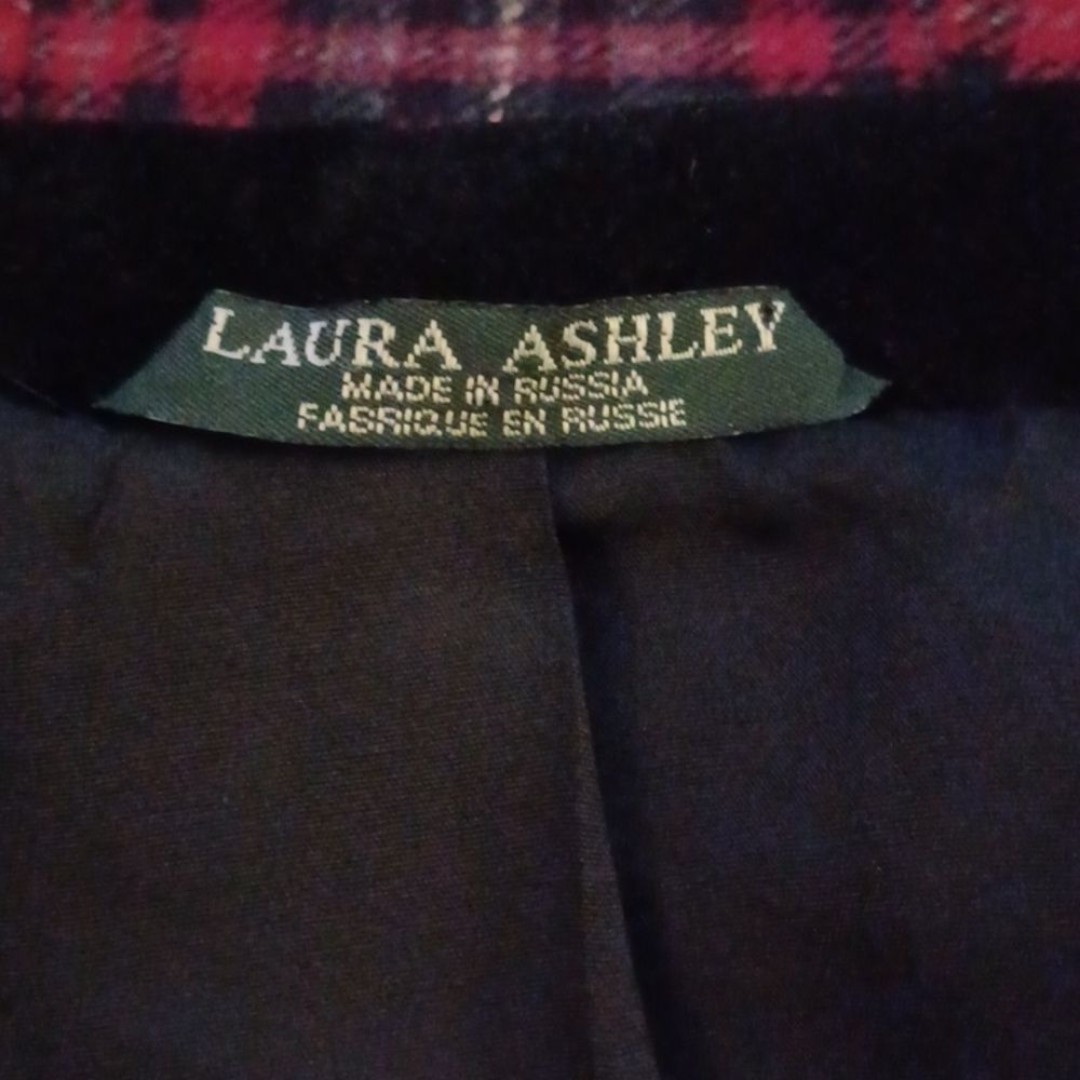 LAURA ASHLEY
MADE IN RUSSIA
FABRIQUE EN RUSSIE